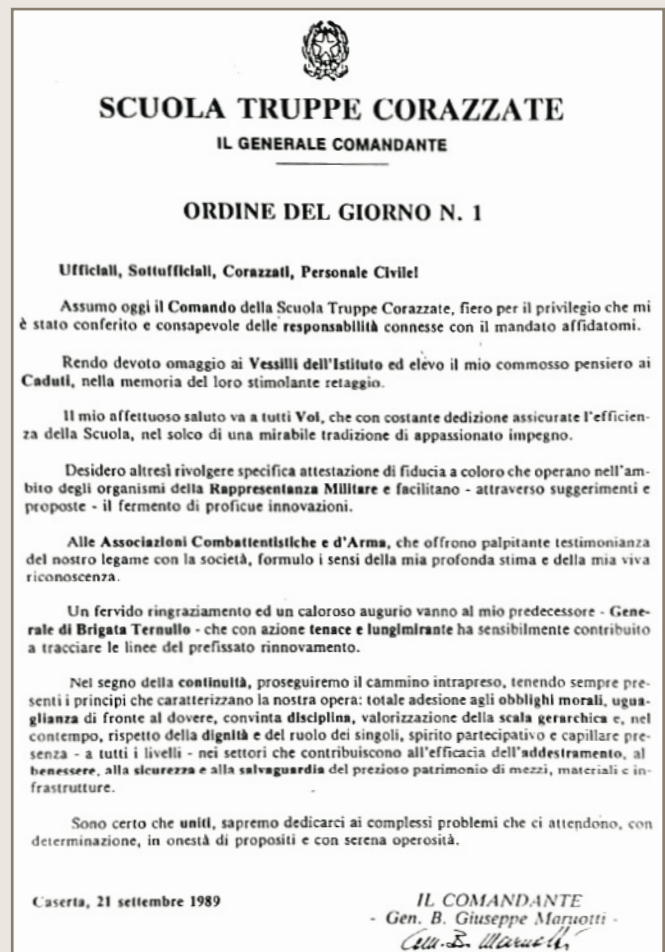 SCUOLA TRUPPE CORAZZATE
IL GENERALE COMANDANTE
ORDINE DEL GIORNO N. 1
Ufficiali, Sottufficiali, Corazzati, Personale Civile!
Assumo oggi il Comando della Scuola Truppe Corazzate, fiero per il privilegio che mi
è stato conferito e consapevole delle responsabilità connesse con il mandato affidatomi.
Rendo devoto omaggio ai Vessilli dell'Istituto ed elevo il mio commosso pensiero ai
Caduti, nella memoria del loro stimolante retaggio.
Il mio affettuoso saluto va a tutti Voi, che con costante dedizione assicurate l'efficien-
za della Scuola, nel solco di una mirabile tradizione di appassionato impegno.
Desidero altresì rivolgere specifica attestazione di fiducia a coloro che operano nell'am-
bito degli organismi della Rappresentanza Militare e facilitano - attraverso suggerimenti e
proposte - il fermento di proficue innovazioni.
Alle Associazioni Combattentistiche e d'Arma, che offrono palpitante testimonianza
del nostro legame con la società, formulo i sensi della mia profonda stima e della mia viva
riconoscenza.
Un fervido ringraziamento ed un caloroso augurio vanno al mio predecessore - Gene-
rale di Brigata Ternullo - che con azione tenace e lungimirante ha sensibilmente contribuito
a tracciare le linee del prefissato rinnovamento.
Nel segno della continuità, proseguiremo il cammino intrapreso, tenendo sempre pre-
senti i principi che caratterizzano la nostra opera: totale adesione agli obblighi morali, ugua-
glianza di fronte al dovere, convinta disciplina, valorizzazione della scala gerarchica e, nel
contempo, rispetto della dignità e del ruolo dei singoli, spirito partecipativo e capillare pre-
senza - a tutti i livelli - nei settori che contribuiscono all'efficacia dell'addestramento, al
benessere, alla sicurezza e alla salvaguardia del prezioso patrimonio di mezzi, materiali e in-
frastrutture.
Sono certo che uniti, sapremo dedicarci ai complessi problemi che ci attendono, con
determinazione, in onestà di propositi e con serena operosità.
Caserta, 21 settembre 1989
IL COMANDANTE
- Gen. B. Giuseppe Maruotti -
Gen. B. Maruotti